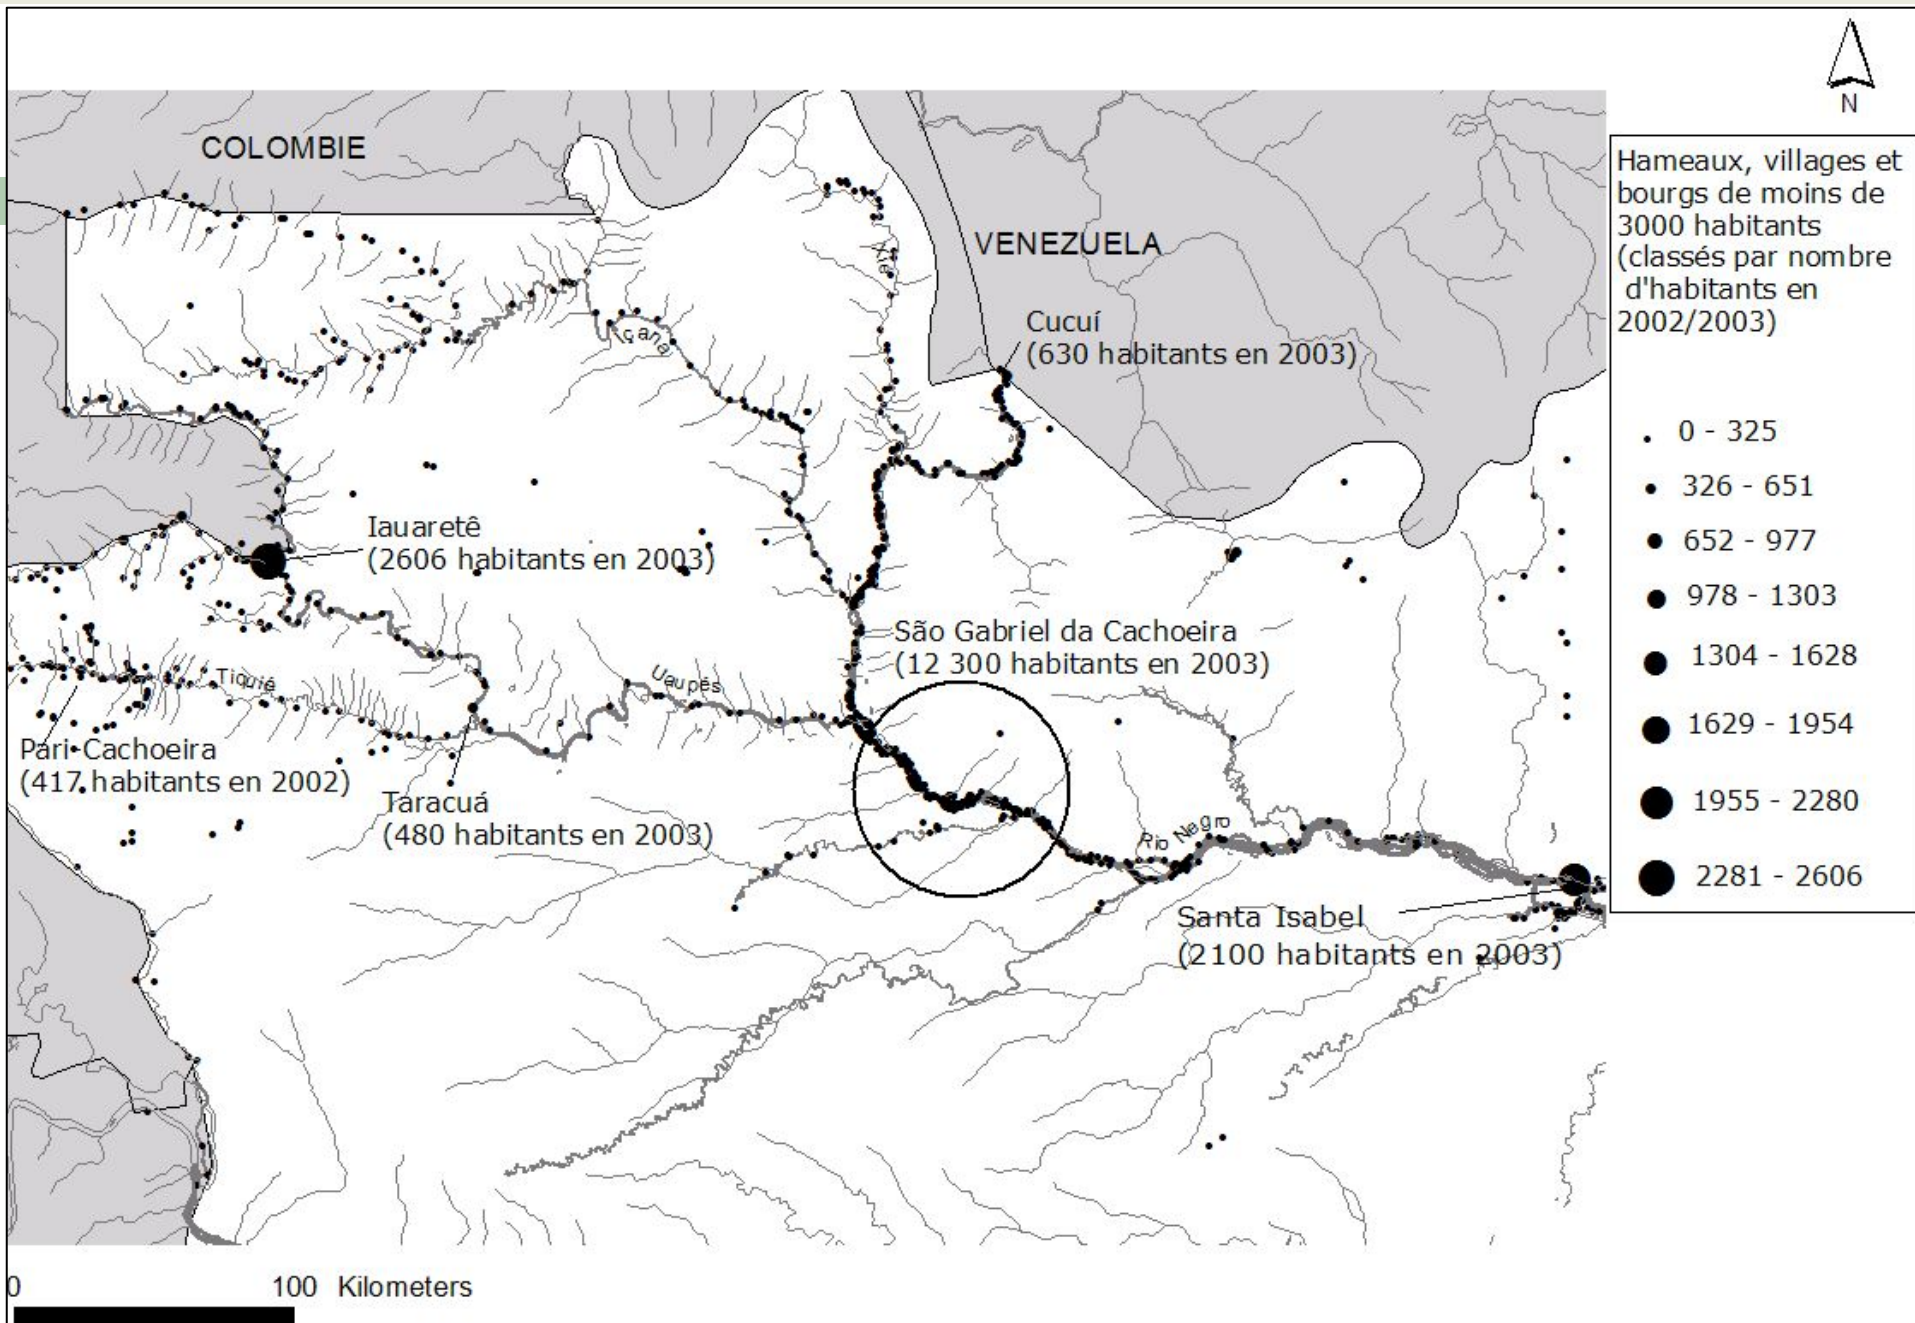 N
COLOMBIE
VENEZUELA
Hameaux, villages et
bourgs de moins de
3000 habitants
(classés par nombre
d'habitants en
2002/2003)
0 - 325
326 - 651
652 - 977
978 - 1303
1304 - 1628
1629 - 1954
1955 - 2280
2281 - 2606
Xié
Cucuí
(630 habitants en 2003)
Içana
Iauaretê
(2606 habitants en 2003)
São Gabriel da Cachoeira
(12 300 habitants en 2003)
Tiquié
Uaupés
Pari-Cachoeira
(417 habitants en 2002)
Taracuá
(480 habitants en 2003)
Rio Negro
Santa Isabel
(2100 habitants en 2003)
0 100 Kilometers